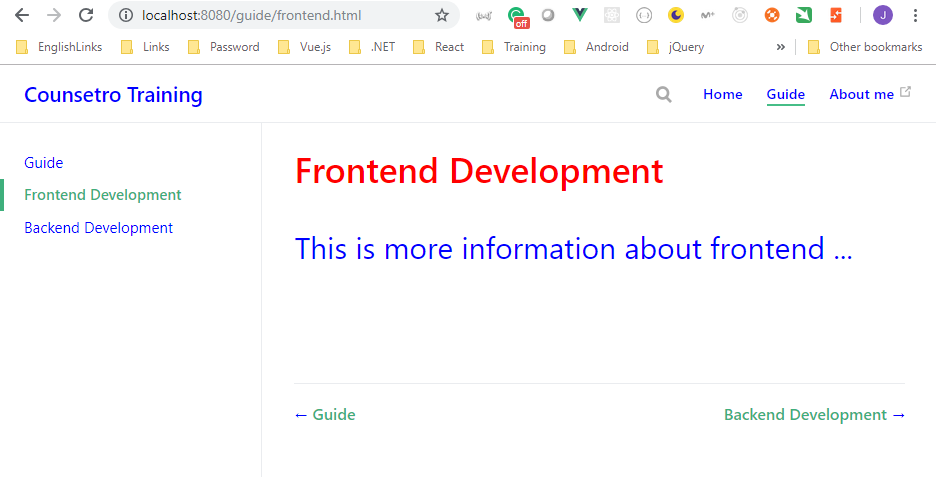 localhost:8080/guide/frontend.html
off
J
EnglishLinks Links Password Vue.js .NET React Training Android jQuery » Other bookmarks
Counsetro Training Home Guide About me
Guide
Frontend Development
Backend Development
Frontend Development
This is more information about frontend ...
← Guide Backend Development →